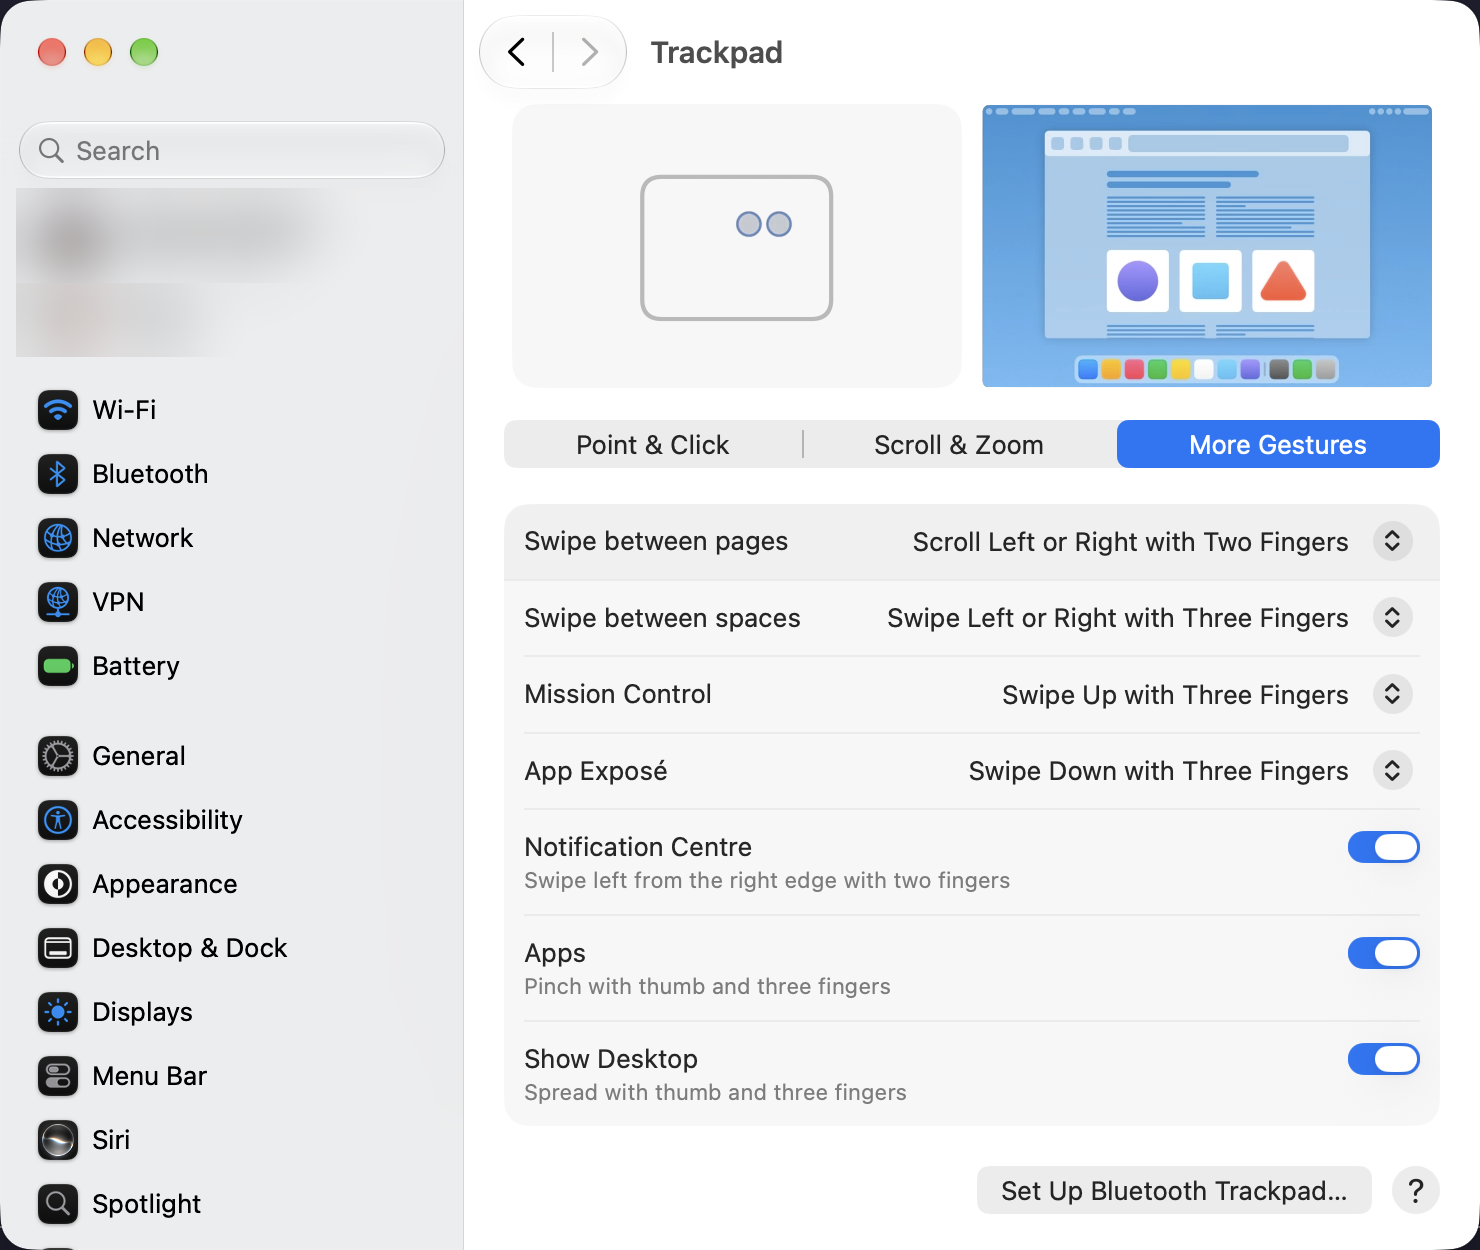 Trackpad
Search
Wi-Fi
Bluetooth
Network
VPN
Battery
General
Accessibility
Appearance
Desktop & Dock
Displays
Menu Bar
Siri
Spotlight
Point & Click
Scroll & Zoom
More Gestures
Swipe between pages Scroll Left or Right with Two Fingers
Swipe between spaces Swipe Left or Right with Three Fingers
Mission Control Swipe Up with Three Fingers
App Exposé Swipe Down with Three Fingers
Notification Centre
Swipe left from the right edge with two fingers
Apps
Pinch with thumb and three fingers
Show Desktop
Spread with thumb and three fingers
Set Up Bluetooth Trackpad...
?